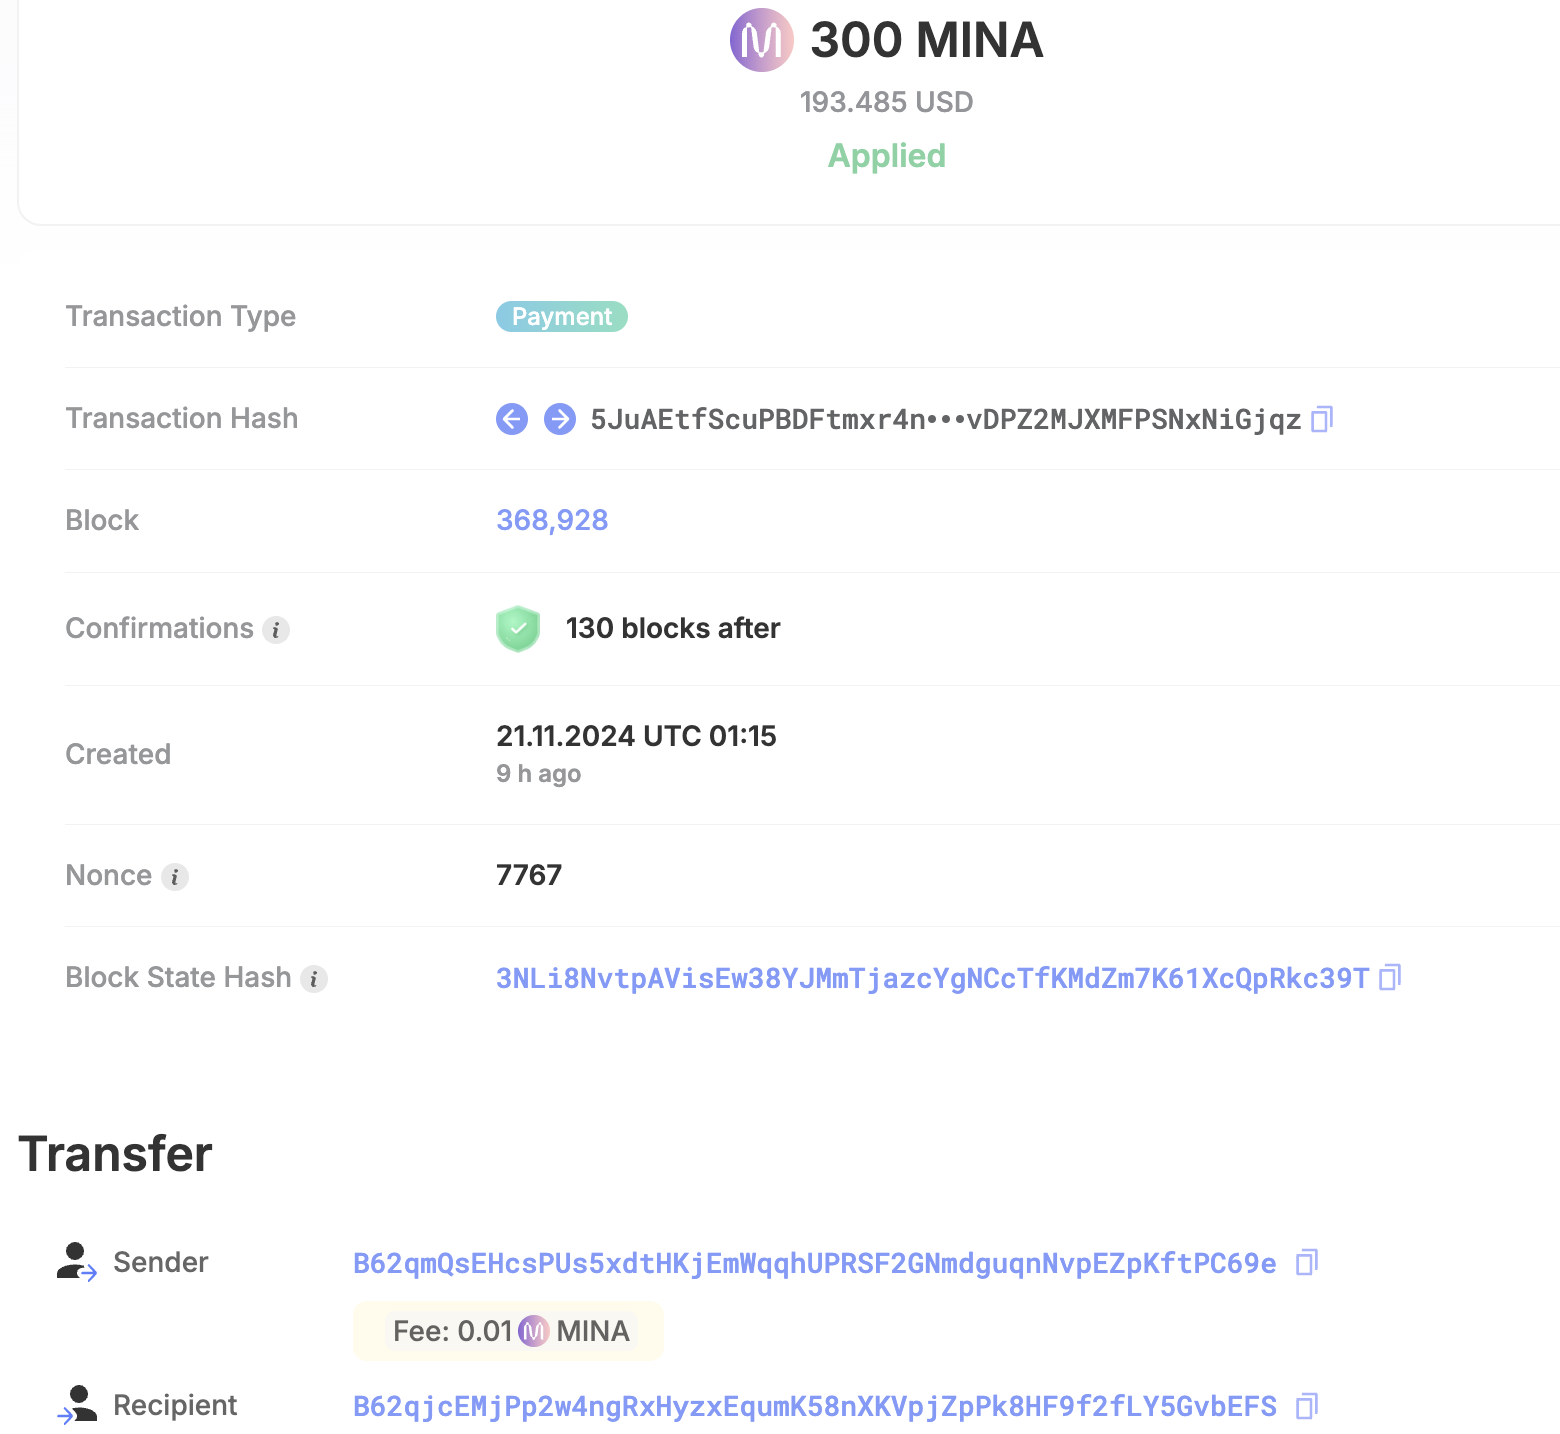 300 MINA
193.485 USD
Applied
Transaction Type Payment
Transaction Hash 5JuAEtfScuPBDFtmxr4n•••vDPZ2MJXMFPSNxNiGjqz
Block 368,928
Confirmations i 130 blocks after
Created 21.11.2024 UTC 01:15
9 h ago
Nonce i 7767
Block State Hash i 3NLi8NvtpAVisEw38YJMmTjazcYgNCcTfKMdZm7K61XcQpRkc39T
Transfer
Sender B62qmQsEHcsPUs5xdtHKjEmWqqhUPRSF2GNmdguqnNvpEZpKftPC69e
Fee: 0.01 MINA
Recipient B62qjcEMjPp2w4ngRxHyzxEqumK58nXKVpjZpPk8HF9f2fLY5GvbEFS